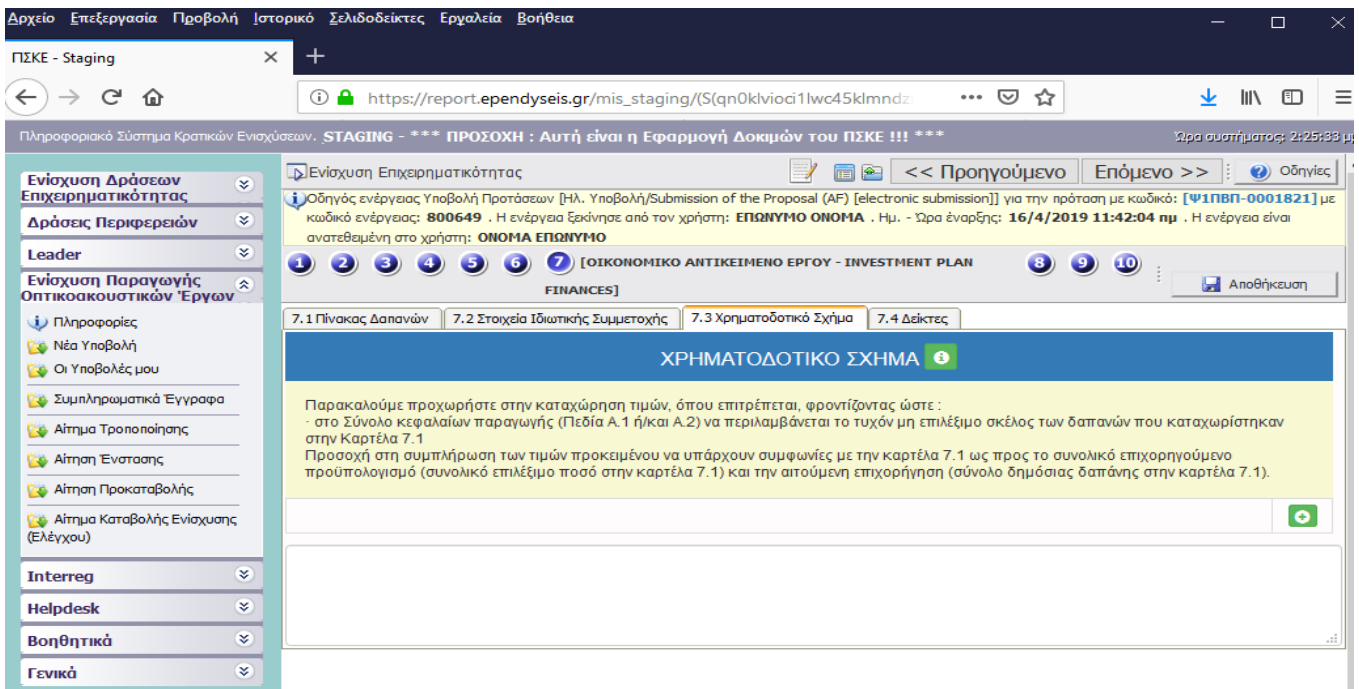 Αρχείο Επεξεργασία Προβολή Ιστορικό Σελιδοδείκτες Εργαλεία Βοήθεια
ΠΣΚΕ - Staging
https://report.ependyseis.gr/mis_staging/(S(qn0klvioci1lwc45klmndz
Πληροφοριακό Σύστημα Κρατικών Ενισχύσεων. STAGING - *** ΠΡΟΣΟΧΗ : Αυτή είναι η Εφαρμογή Δοκιμών του ΠΣΚΕ !!! ***
Ώρα συστήματος: 2:25:33 μ
Ενίσχυση Δράσεων
Επιχειρηματικότητας
Δράσεις Περιφερειών
Leader
Ενίσχυση Παραγωγής
Οπτικοακουστικών Έργων
Πληροφορίες
Νέα Υποβολή
Οι Υποβολές μου
Συμπληρωματικά Έγγραφα
Αίτημα Τροποποίησης
Αίτηση Ένστασης
Αίτηση Προκαταβολής
Αίτημα Καταβολής Ενίσχυσης
(Ελέγχου)
Interreg
Helpdesk
Βοηθητικά
Γενικά
Ενίσχυση Επιχειρηματικότητας
<< Προηγούμενο
Επόμενο >>
Οδηγίες
Οδηγός ενέργειας Υποβολή Προτάσεων [Ηλ. Υποβολή/Submission of the Proposal (AF) [electronic submission]] για την πρόταση με κωδικό: [Ψ1ΠΒΠ-0001821] με
κωδικό ενέργειας: 800649 . Η ενέργεια ξεκίνησε από τον χρήστη: ΕΠΩΝΥΜΟ ΟΝΟΜΑ . Ημ. - Ώρα έναρξης: 16/4/2019 11:42:04 πμ . Η ενέργεια είναι
ανατεθειμένη στο χρήστη: ΟΝΟΜΑ ΕΠΩΝΥΜΟ
1 2 3 4 5 6 7 [ΟΙΚΟΝΟΜΙΚΟ ΑΝΤΙΚΕΙΜΕΝΟ ΕΡΓΟΥ - INVESTMENT PLAN 8 9 10
FINANCES]
Αποθήκευση
7.1 Πίνακας Δαπανών 7.2 Στοιχεία Ιδιωτικής Συμμετοχής 7.3 Χρηματοδοτικό Σχήμα 7.4 Δείκτες
ΧΡΗΜΑΤΟΔΟΤΙΚΟ ΣΧΗΜΑ
Παρακαλούμε προχωρήστε στην καταχώρηση τιμών, όπου επιτρέπεται, φροντίζοντας ώστε :
· στο Σύνολο κεφαλαίων παραγωγής (Πεδία Α.1 ή/και Α.2) να περιλαμβάνεται το τυχόν μη επιλέξιμο σκέλος των δαπανών που καταχωρίστηκαν
στην Καρτέλα 7.1
Προσοχή στη συμπλήρωση των τιμών προκειμένου να υπάρχουν συμφωνίες με την καρτέλα 7.1 ως προς το συνολικό επιχορηγούμενο
προϋπολογισμό (συνολικό επιλέξιμο ποσό στην καρτέλα 7.1) και την αιτούμενη επιχορήγηση (σύνολο δημόσιας δαπάνης στην καρτέλα 7.1).